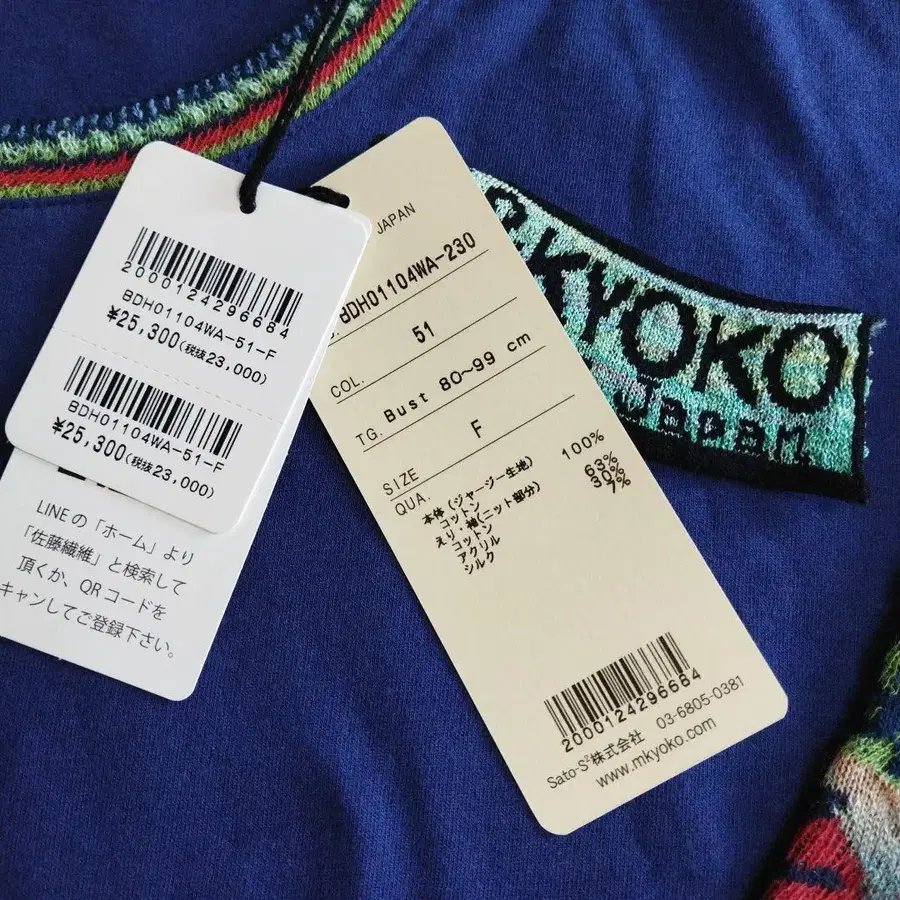 2000124296684
BDH01104WA-51-F
¥25,300(税抜23,000)
BDH01104WA-51-F
¥25,300(税抜23,000)
LINEの「ホーム」より
「佐藤繊維」と検索して
頂くか、QRコードを
キャンしてご登録下さい。
JAPAN
BDH01104WA-230
COL. 51
TG. Bust 80〜99 cm
SIZE F
QUA.
本体(ジャージー生地)
コットン 100%
えり・袖(ニット部分)
コットン 63%
アクリル 30%
シルク 7%
2000124296684
Sato-S²株式会社 03-6805-0381
www.mkyoko.com
&KYOKO
Japan